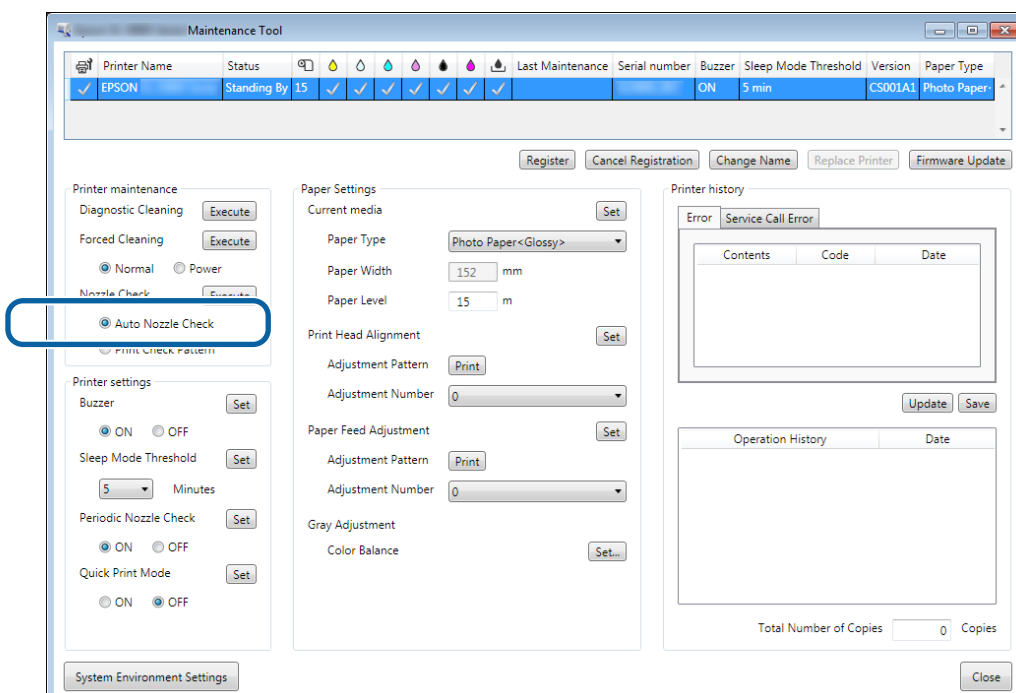 Maintenance Tool
Printer Name Status Last Maintenance Serial number Buzzer Sleep Mode Threshold Version Paper Type
EPSON Standing By 15 ON 5 min CS001A1 Photo Paper-
Register Cancel Registration Change Name Replace Printer Firmware Update
Printer maintenance
Diagnostic Cleaning Execute
Forced Cleaning Execute
Normal Power
Nozzle Check Execute
Auto Nozzle Check
Print Check Pattern
Printer settings
Buzzer Set
ON OFF
Sleep Mode Threshold Set
5 Minutes
Periodic Nozzle Check Set
ON OFF
Quick Print Mode Set
ON OFF
Paper Settings
Current media Set
Paper Type Photo Paper<Glossy>
Paper Width 152 mm
Paper Level 15 m
Print Head Alignment Set
Adjustment Pattern Print
Adjustment Number 0
Paper Feed Adjustment Set
Adjustment Pattern Print
Adjustment Number 0
Gray Adjustment
Color Balance Set...
Printer history
Error Service Call Error
Contents Code Date
Update Save
Operation History Date
Total Number of Copies 0 Copies
System Environment Settings Close